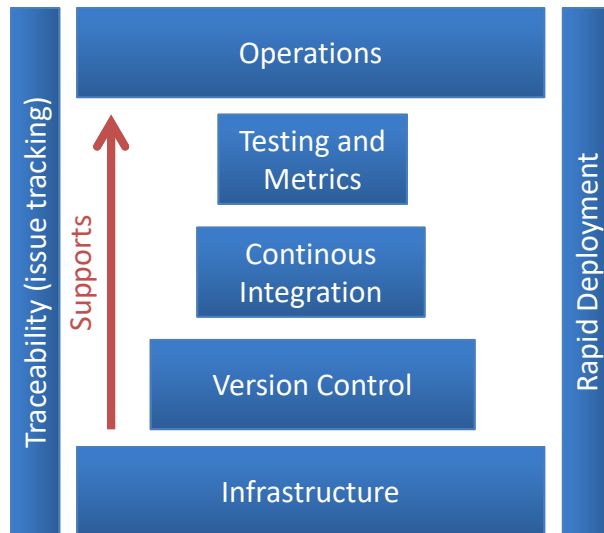 Operations
Testing and
Metrics
Continous
Integration
Version Control
Infrastructure
Traceability (issue tracking)
Supports
Rapid Deployment